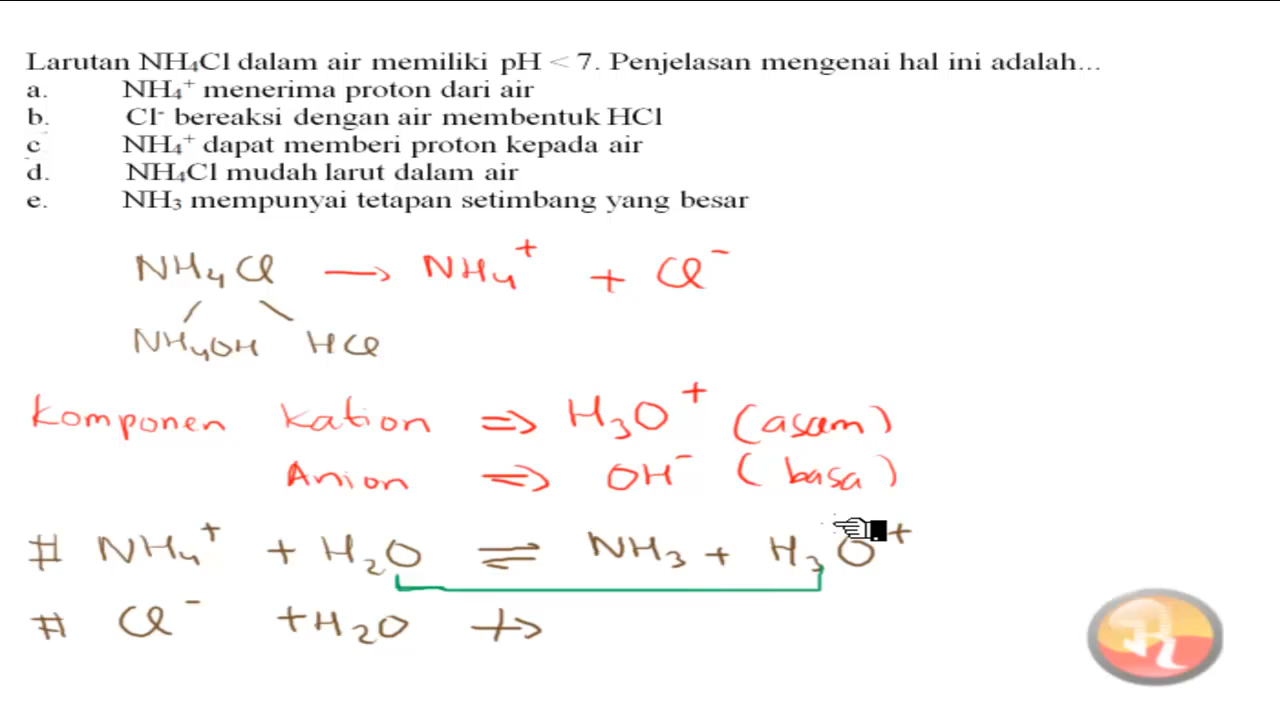 Larutan NH₄Cl dalam air memiliki pH < 7. Penjelasan mengenai hal ini adalah...
a. NH₄⁺ menerima proton dari air
b. Cl⁻ bereaksi dengan air membentuk HCl
c NH₄⁺ dapat memberi proton kepada air
d. NH₄Cl mudah larut dalam air
e. NH₃ mempunyai tetapan setimbang yang besar
NH₄Cl → NH₄⁺ + Cl⁻
NH₄OH HCl
Komponen Kation ⇒ H₃O⁺ (asam)
Anion ⇒ OH⁻ (basa)
# NH₄⁺ + H₂O ⇌ NH₃ + H₃O⁺
# Cl⁻ + H₂O ↛